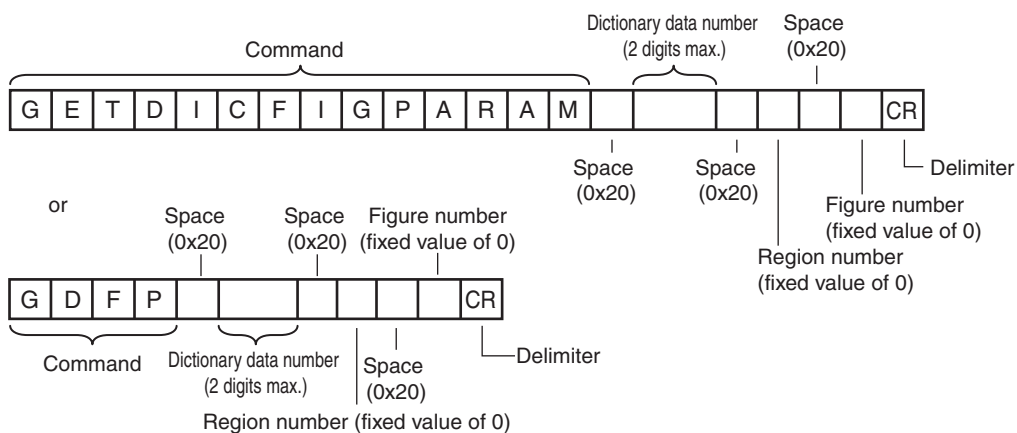 Command
Dictionary data number
(2 digits max.)
Space
(0x20)
G E T D I C F I G P A R A M CR
Space
(0x20)
Space
(0x20)
Delimiter
Figure number
(fixed value of 0)
Region number
(fixed value of 0)
or
Space
(0x20)
Space
(0x20)
Figure number
(fixed value of 0)
G D F P CR
Command
Dictionary data number
(2 digits max.)
Space
(0x20)
Delimiter
Region number (fixed value of 0)